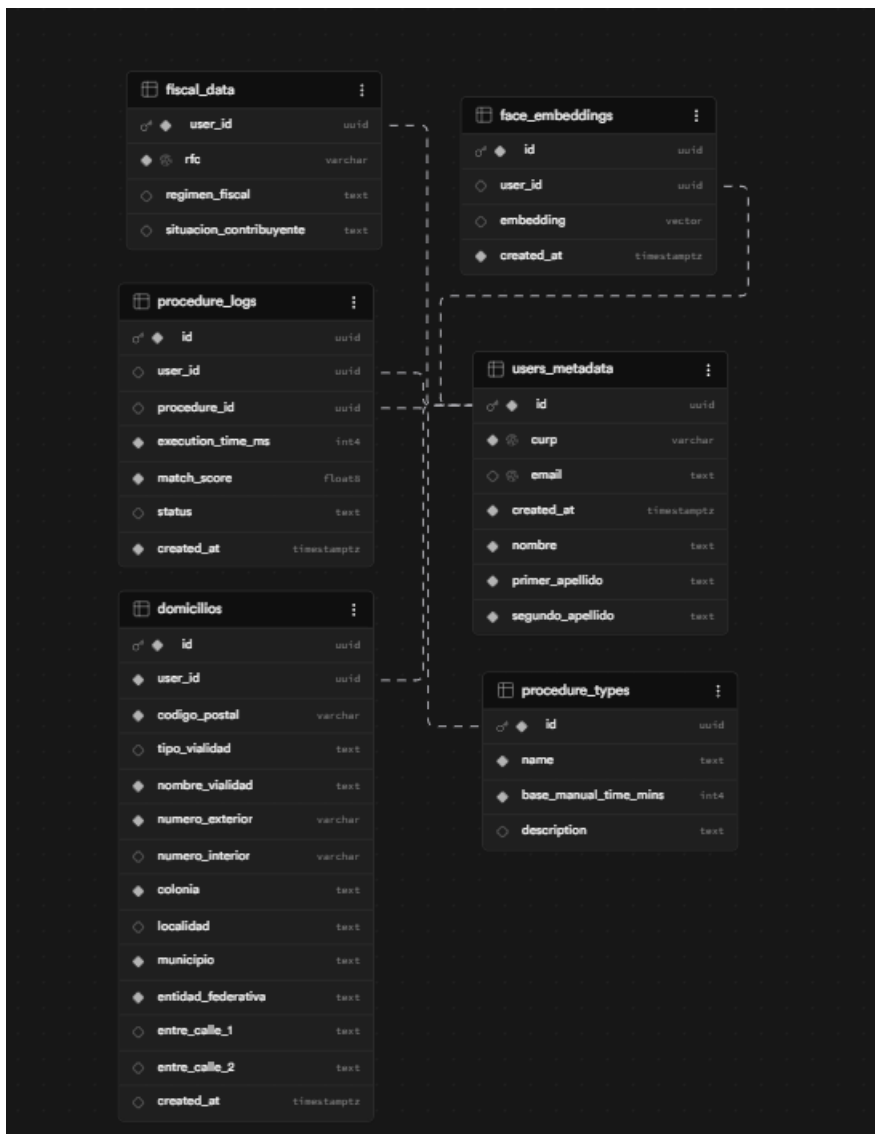 fiscal_data
user_id uuid
rfc varchar
regimen_fiscal text
situacion_contribuyente text
face_embeddings
id uuid
user_id uuid
embedding vector
created_at timestamptz
procedure_logs
id uuid
user_id uuid
procedure_id uuid
execution_time_ms int4
match_score float8
status text
created_at timestamptz
users_metadata
id uuid
curp varchar
email text
created_at timestamptz
nombre text
primer_apellido text
segundo_apellido text
domicilios
id uuid
user_id uuid
codigo_postal varchar
tipo_vialidad text
nombre_vialidad text
numero_exterior varchar
numero_interior varchar
colonia text
localidad text
municipio text
entidad_federativa text
entre_calle_1 text
entre_calle_2 text
created_at timestamptz
procedure_types
id uuid
name text
base_manual_time_mins int4
description text